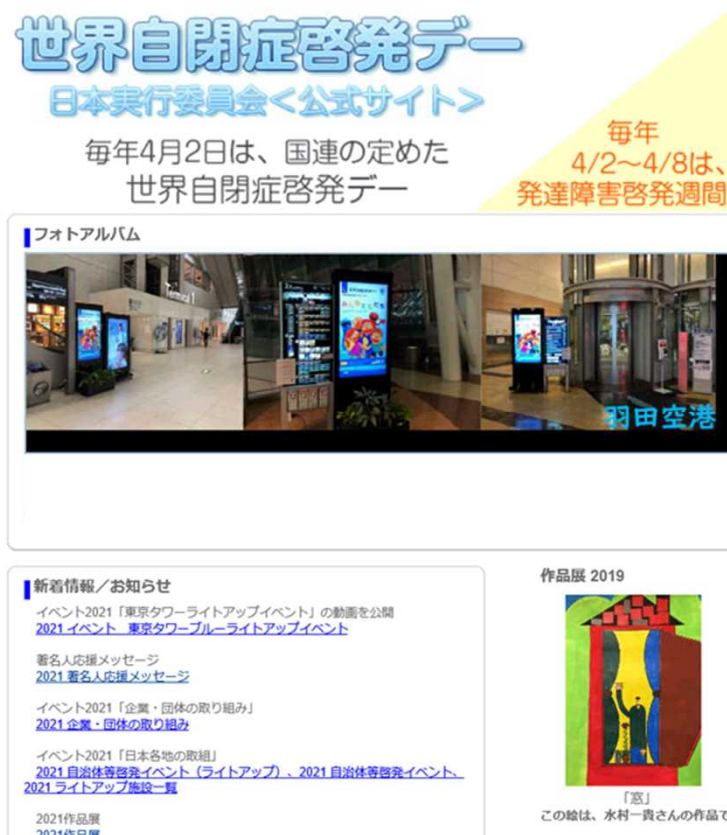 世界自閉症啓発デー
日本実行委員会＜公式サイト＞
毎年4月2日は、国連の定めた
世界自閉症啓発デー
毎年
4/2～4/8は、
発達障害啓発週間
フォトアルバム
Terminal 1
羽田空港
新着情報／お知らせ
イベント2021「東京タワーライトアップイベント」の動画を公開
2021 イベント　東京タワーブルーライトアップイベント
著名人応援メッセージ
2021 著名人応援メッセージ
イベント2021「企業・団体の取り組み」
2021 企業・団体の取り組み
イベント2021「日本各地の取組」
2021 自治体等啓発イベント（ライトアップ）、2021 自治体等啓発イベント、
2021 ライトアップ施設一覧
2021作品展
2021作品展
作品展 2019
「窓」
この絵は、水村一貴さんの作品で